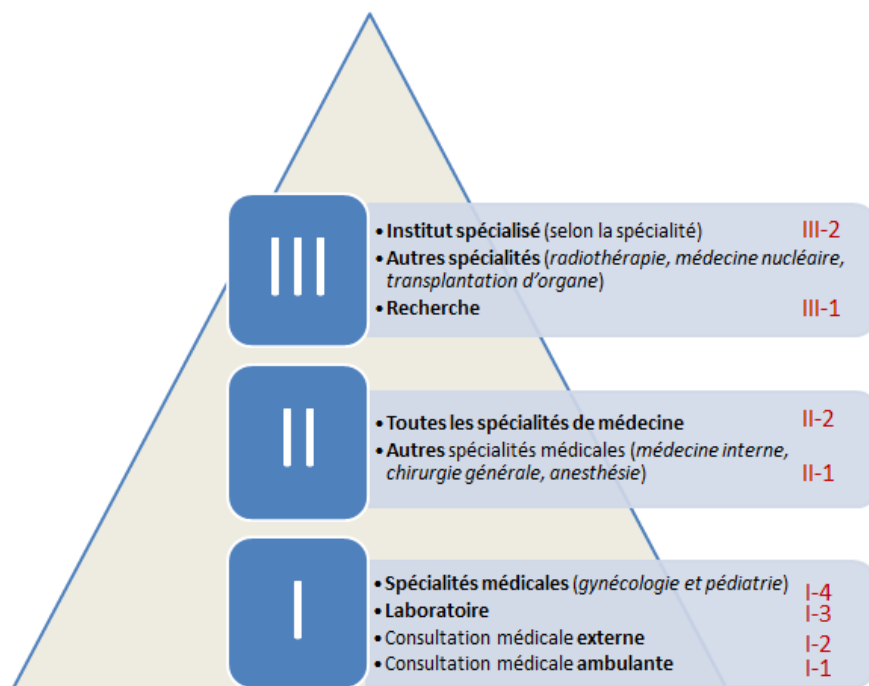 III
• Institut spécialisé (selon la spécialité) III-2
• Autres spécialités (radiothérapie, médecine nucléaire,
transplantation d'organe)
• Recherche III-1
II
• Toutes les spécialités de médecine II-2
• Autres spécialités médicales (médecine interne,
chirurgie générale, anesthésie) II-1
I
• Spécialités médicales (gynécologie et pédiatrie) I-4
• Laboratoire I-3
• Consultation médicale externe I-2
• Consultation médicale ambulante I-1